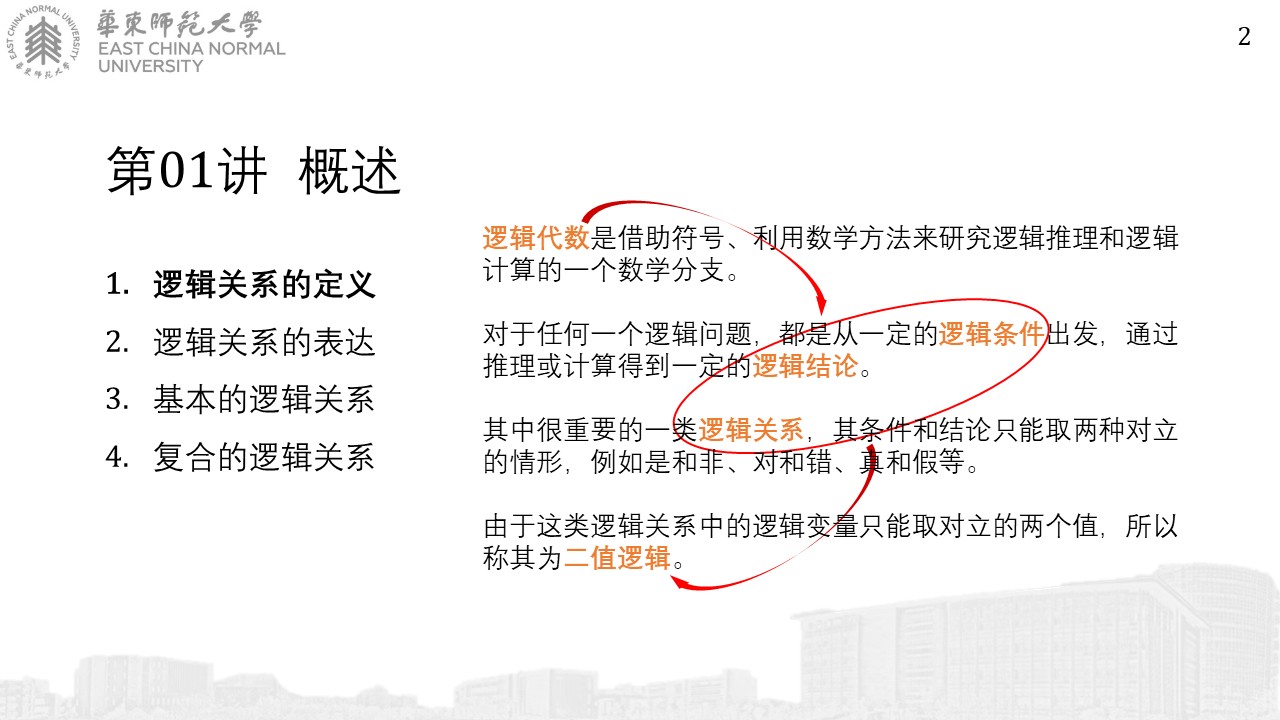 EAST CHINA NORMAL UNIVERSITY
華東師范大學
華東師范大學
EAST CHINA NORMAL
UNIVERSITY
2
第01讲 概述
1. 逻辑关系的定义
2. 逻辑关系的表达
3. 基本的逻辑关系
4. 复合的逻辑关系
逻辑代数是借助符号、利用数学方法来研究逻辑推理和逻辑
计算的一个数学分支。
对于任何一个逻辑问题，都是从一定的逻辑条件出发，通过
推理或计算得到一定的逻辑结论。
其中很重要的一类逻辑关系，其条件和结论只能取两种对立
的情形，例如是和非、对和错、真和假等。
由于这类逻辑关系中的逻辑变量只能取对立的两个值，所以
称其为二值逻辑。